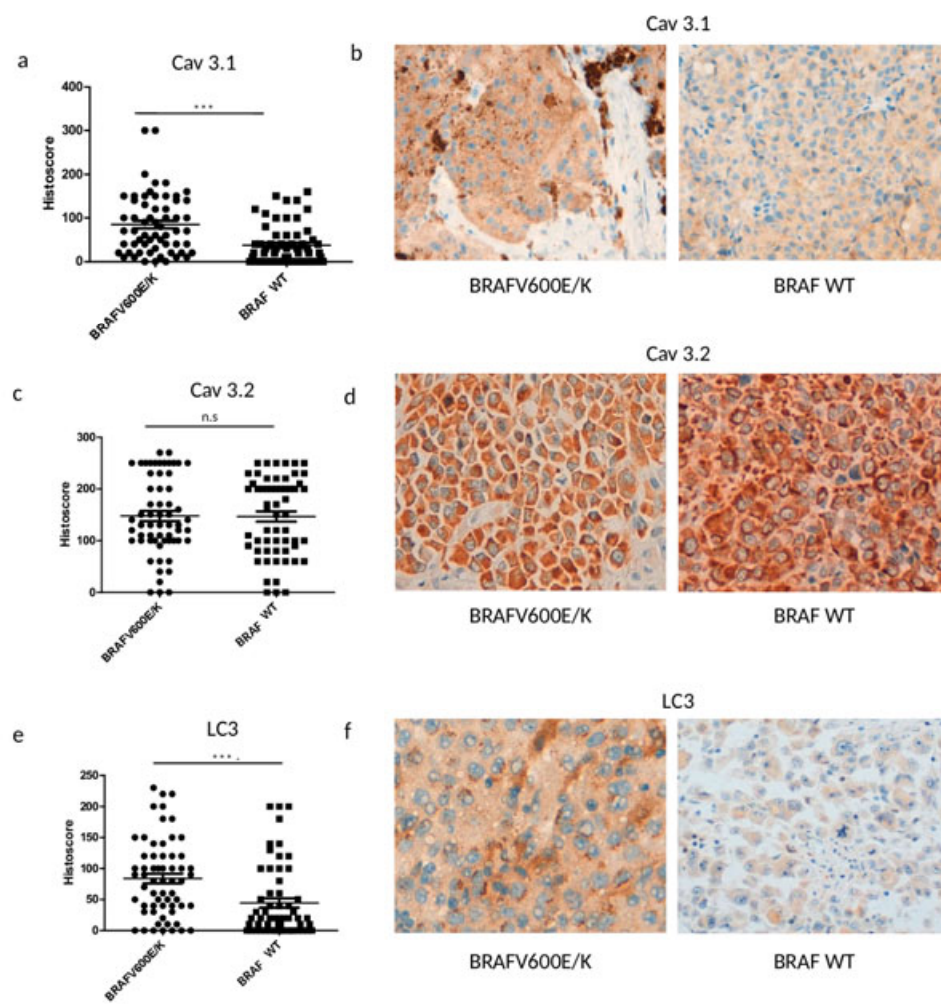 Cav 3.1
a
Cav 3.1
b
400
300
200
100
0
Histoscore
***
BRAFV600E/K
BRAF WT
BRAFV600E/K
BRAF WT
Cav 3.2
c
Cav 3.2
d
n.s
300
200
100
0
Histoscore
BRAFV600E/K
BRAF WT
BRAFV600E/K
BRAF WT
LC3
e
LC3
f
*** .
250
200
150
100
50
0
Histoscore
BRAFV600E/K
BRAF WT
BRAFV600E/K
BRAF WT